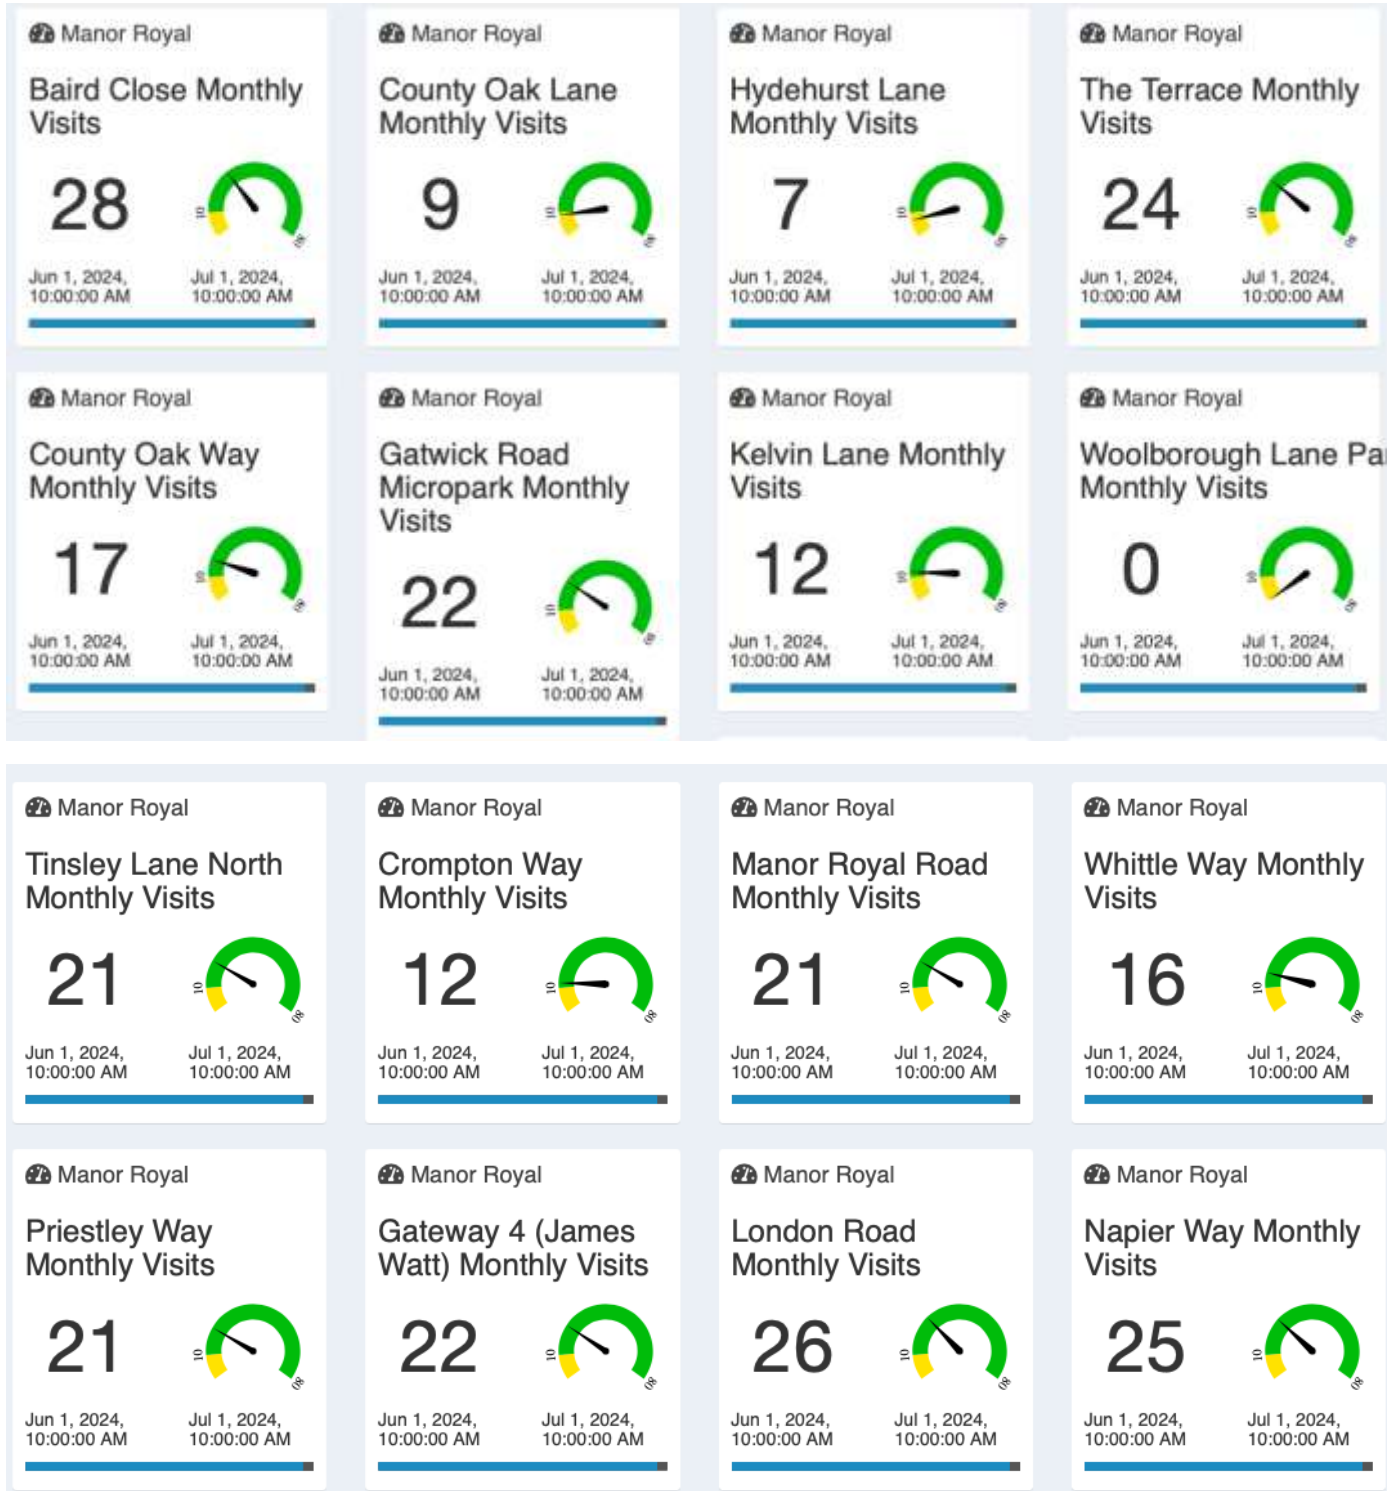 Manor Royal
Baird Close Monthly
Visits
28
10
80
Jun 1, 2024,
10:00:00 AM
Jul 1, 2024,
10:00:00 AM
Manor Royal
County Oak Lane
Monthly Visits
9
10
80
Jun 1, 2024,
10:00:00 AM
Jul 1, 2024,
10:00:00 AM
Manor Royal
Hydehurst Lane
Monthly Visits
7
10
80
Jun 1, 2024,
10:00:00 AM
Jul 1, 2024,
10:00:00 AM
Manor Royal
The Terrace Monthly
Visits
24
10
80
Jun 1, 2024,
10:00:00 AM
Jul 1, 2024,
10:00:00 AM
Manor Royal
County Oak Way
Monthly Visits
17
10
80
Jun 1, 2024,
10:00:00 AM
Jul 1, 2024,
10:00:00 AM
Manor Royal
Gatwick Road
Micropark Monthly
Visits
22
10
80
Jun 1, 2024,
10:00:00 AM
Jul 1, 2024,
10:00:00 AM
Manor Royal
Kelvin Lane Monthly
Visits
12
10
80
Jun 1, 2024,
10:00:00 AM
Jul 1, 2024,
10:00:00 AM
Manor Royal
Woolborough Lane Pa
Monthly Visits
0
10
80
Jun 1, 2024,
10:00:00 AM
Jul 1, 2024,
10:00:00 AM
Manor Royal
Tinsley Lane North
Monthly Visits
21
10
80
Jun 1, 2024,
10:00:00 AM
Jul 1, 2024,
10:00:00 AM
Manor Royal
Crompton Way
Monthly Visits
12
10
80
Jun 1, 2024,
10:00:00 AM
Jul 1, 2024,
10:00:00 AM
Manor Royal
Manor Royal Road
Monthly Visits
21
10
80
Jun 1, 2024,
10:00:00 AM
Jul 1, 2024,
10:00:00 AM
Manor Royal
Whittle Way Monthly
Visits
16
10
80
Jun 1, 2024,
10:00:00 AM
Jul 1, 2024,
10:00:00 AM
Manor Royal
Priestley Way
Monthly Visits
21
10
80
Jun 1, 2024,
10:00:00 AM
Jul 1, 2024,
10:00:00 AM
Manor Royal
Gateway 4 (James
Watt) Monthly Visits
22
10
80
Jun 1, 2024,
10:00:00 AM
Jul 1, 2024,
10:00:00 AM
Manor Royal
London Road
Monthly Visits
26
10
80
Jun 1, 2024,
10:00:00 AM
Jul 1, 2024,
10:00:00 AM
Manor Royal
Napier Way Monthly
Visits
25
10
80
Jun 1, 2024,
10:00:00 AM
Jul 1, 2024,
10:00:00 AM